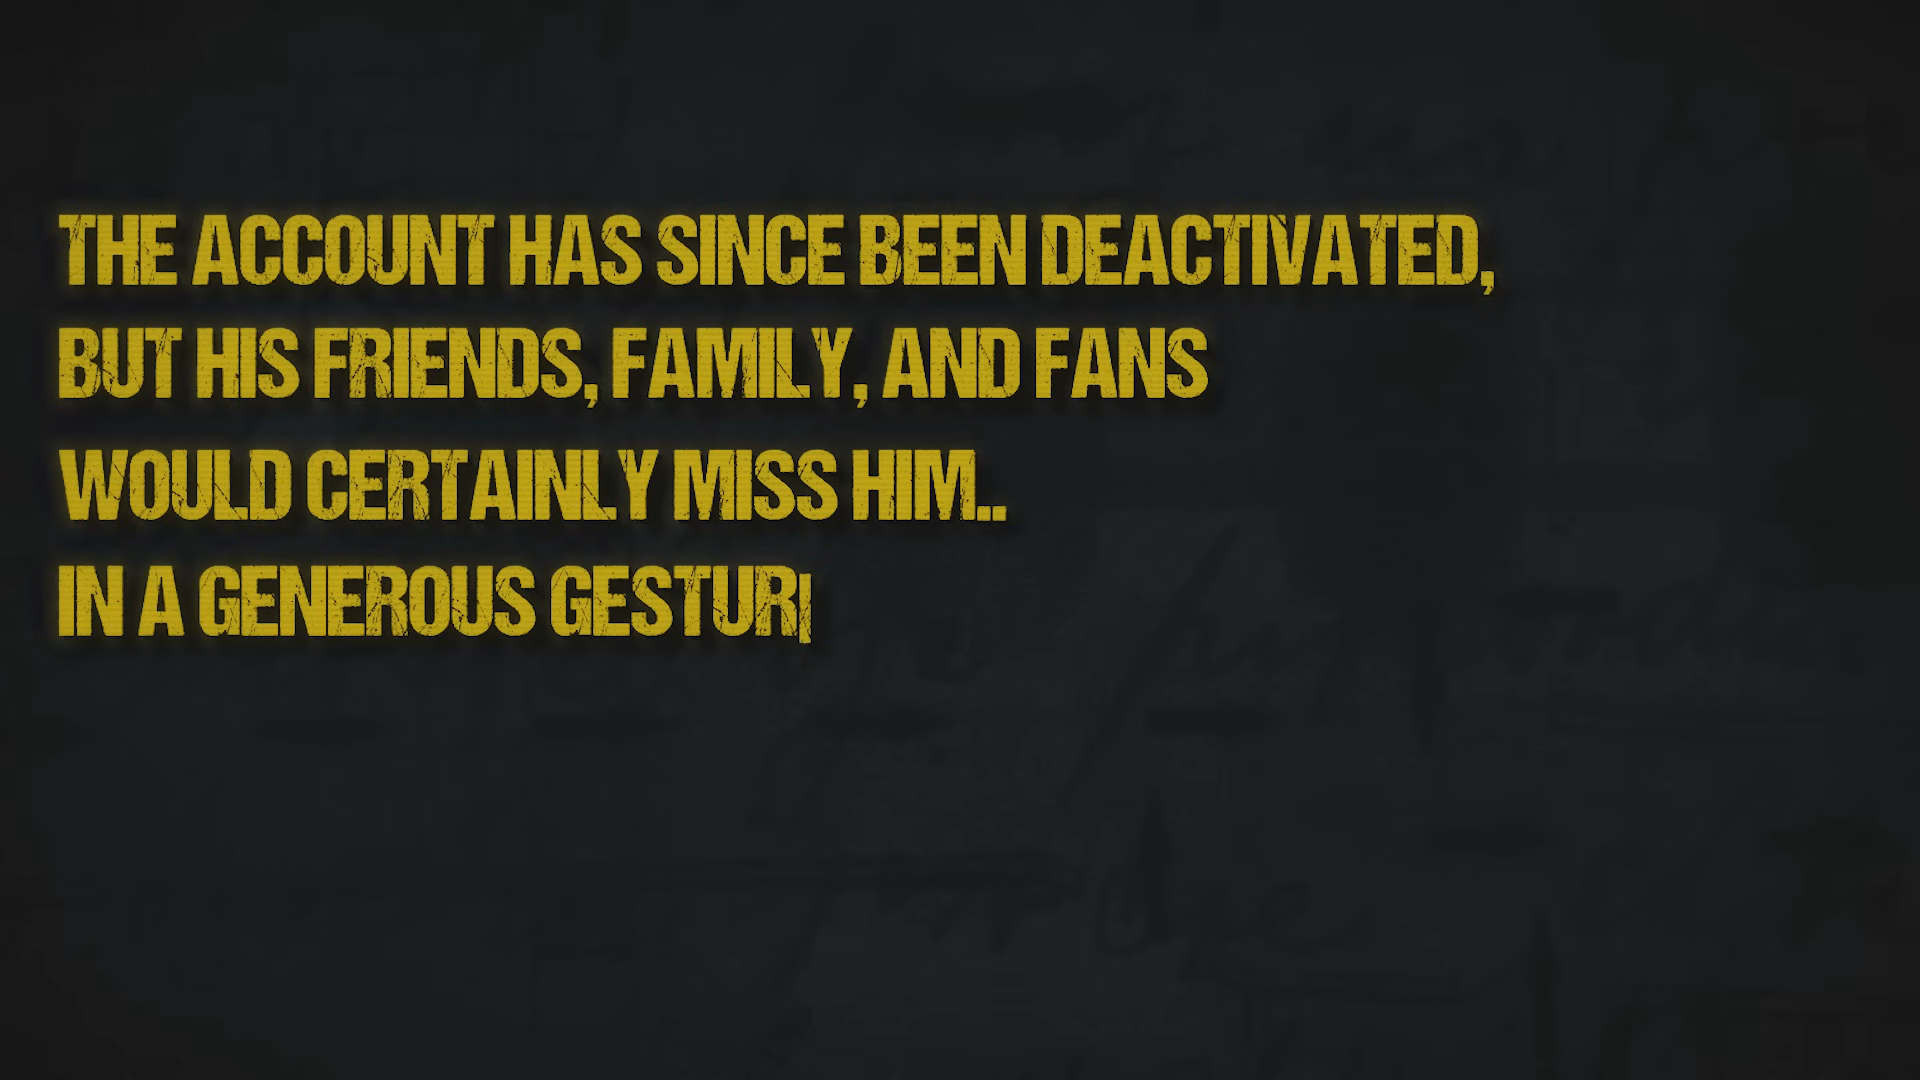 THE ACCOUNT HAS SINCE BEEN DEACTIVATED,
BUT HIS FRIENDS, FAMILY, AND FANS
WOULD CERTAINLY MISS HIM..
IN A GENEROUS GESTUR